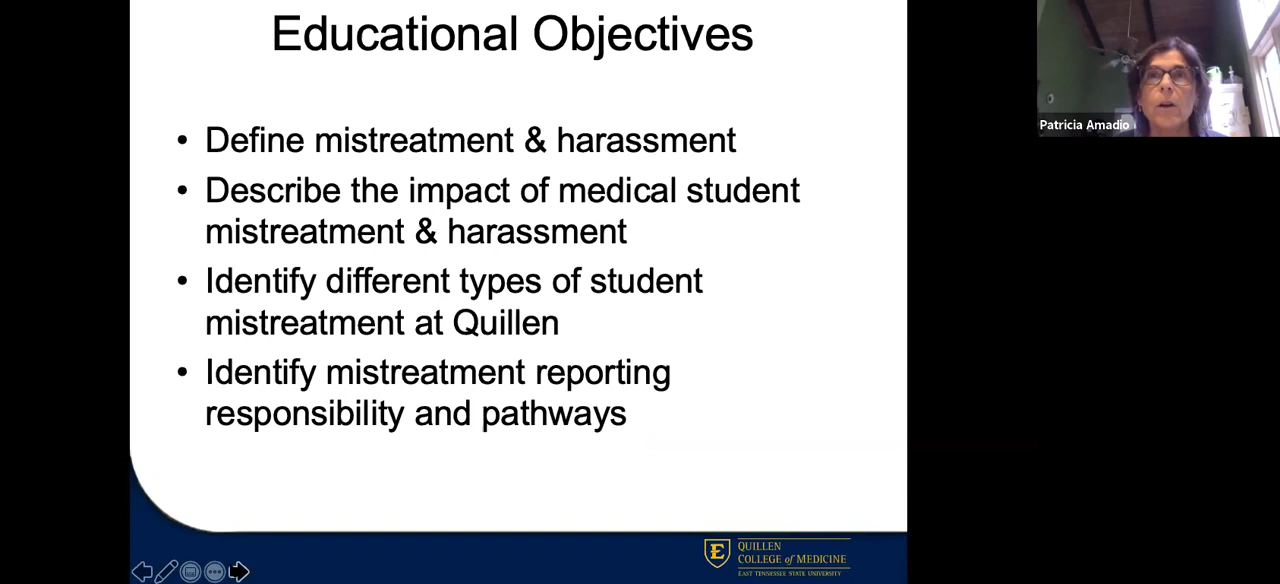 Educational Objectives
• Define mistreatment & harassment
• Describe the impact of medical student
mistreatment & harassment
• Identify different types of student
mistreatment at Quillen
• Identify mistreatment reporting
responsibility and pathways
Patricia Amadio
E
QUILLEN
COLLEGE of MEDICINE
EAST TENNESSEE STATE UNIVERSITY